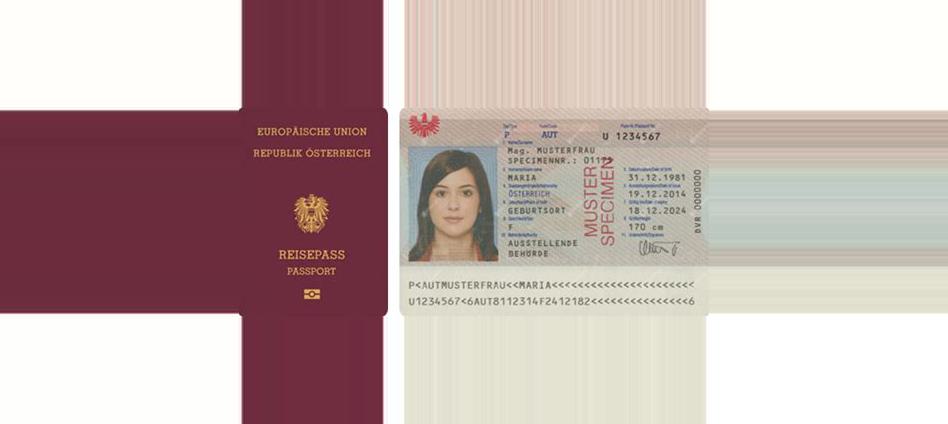 EUROPÄISCHE UNION
REPUBLIK ÖSTERREICH
REISEPASS
PASSPORT
P AUT U 1234567
Mag. MUSTERFRAU
SPECIMENNR.:
MARIA
ÖSTERREICH
GEBURTSORT
F
AUSSTELLENDE
BEHÖRDE
MUSTER
SPECIMEN
31.12.1981
19.12.2014
18.12.2024
170 cm
DVR 0000000
P<AUTMUSTERFRAU<<MARIA<<<<<<<<<<<<<<<<<<<<<<
U1234567<6AUT8112314F2412182<<<<<<<<<<<<<<<6